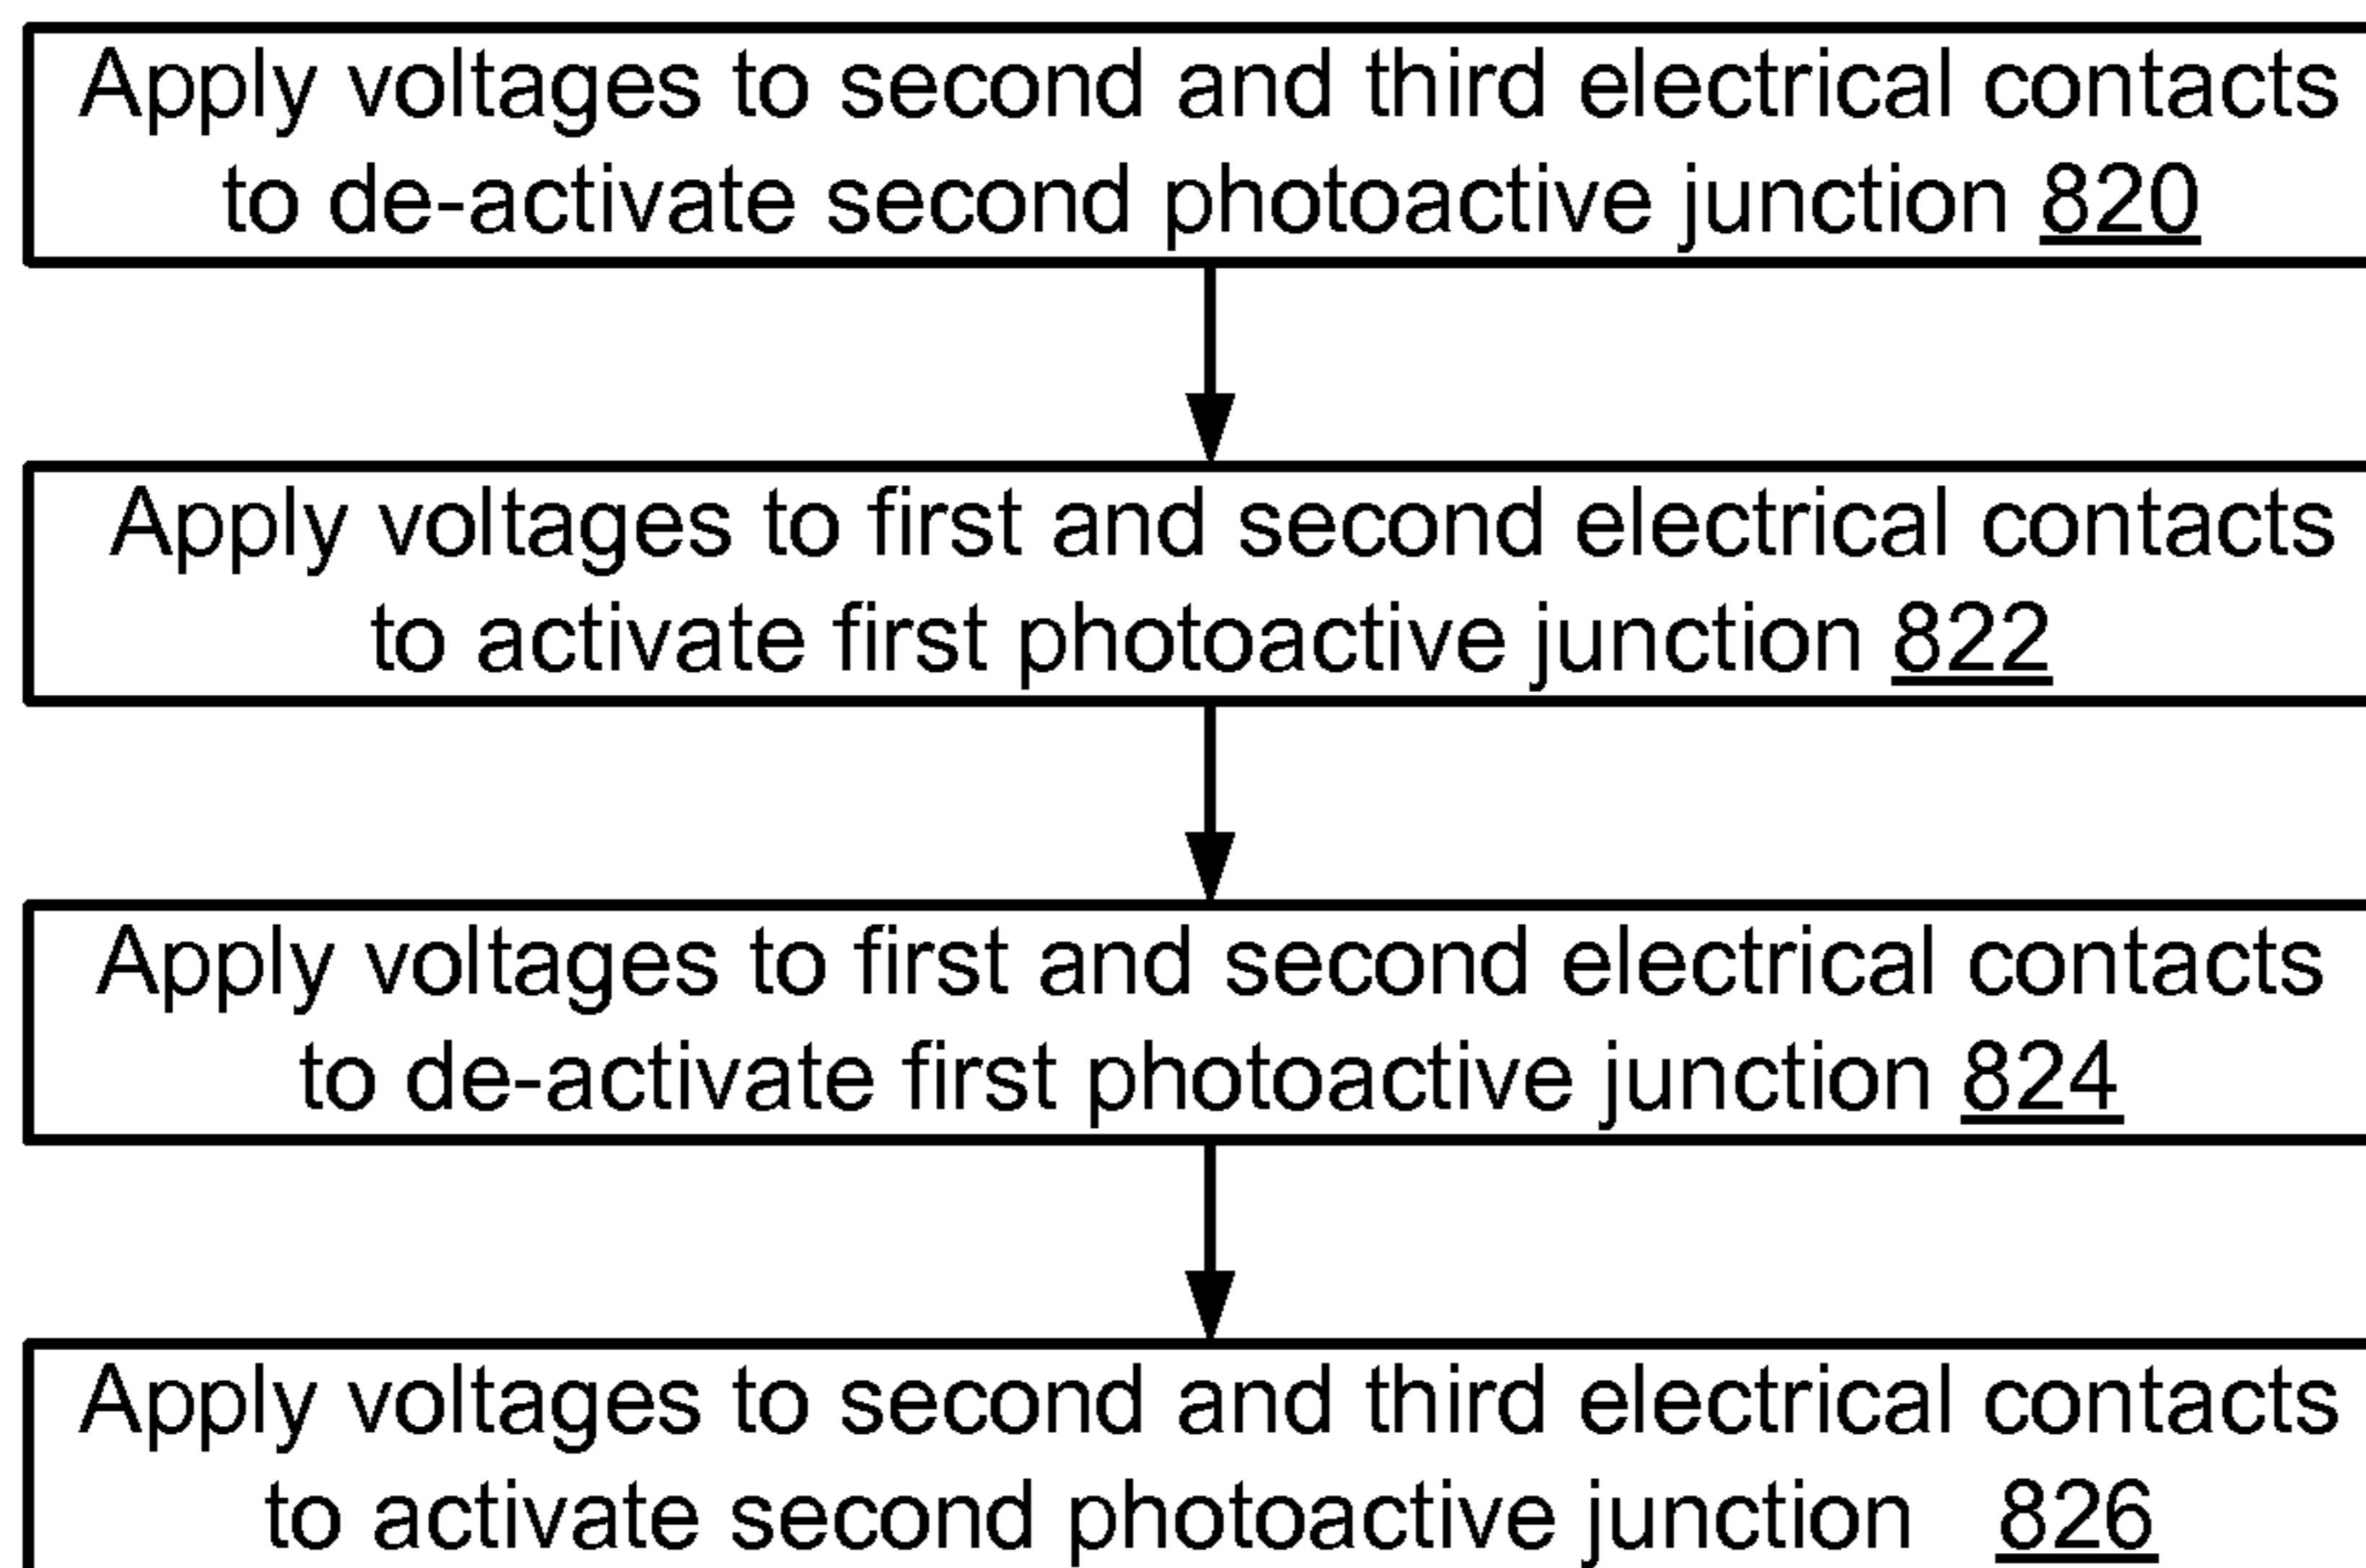 Apply voltages to second and third electrical contacts
to de-activate second photoactive junction 820
Apply voltages to first and second electrical contacts
to activate first photoactive junction 822
Apply voltages to first and second electrical contacts
to de-activate first photoactive junction 824
Apply voltages to second and third electrical contacts
to activate second photoactive junction 826